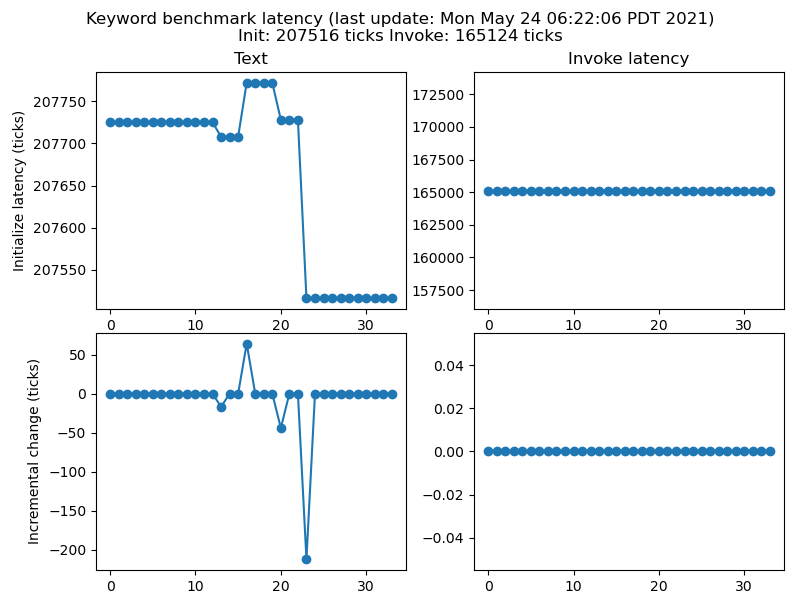 Keyword benchmark latency (last update: Mon May 24 06:22:06 PDT 2021)
Init: 207516 ticks Invoke: 165124 ticks
Text
Invoke latency
Initialize latency (ticks)
207750
207700
207650
207600
207550
0 10 20 30
172500
170000
167500
165000
162500
160000
157500
0 10 20 30
Incremental change (ticks)
50
0
−50
−100
−150
−200
0 10 20 30
0.04
0.02
0.00
−0.02
−0.04
0 10 20 30